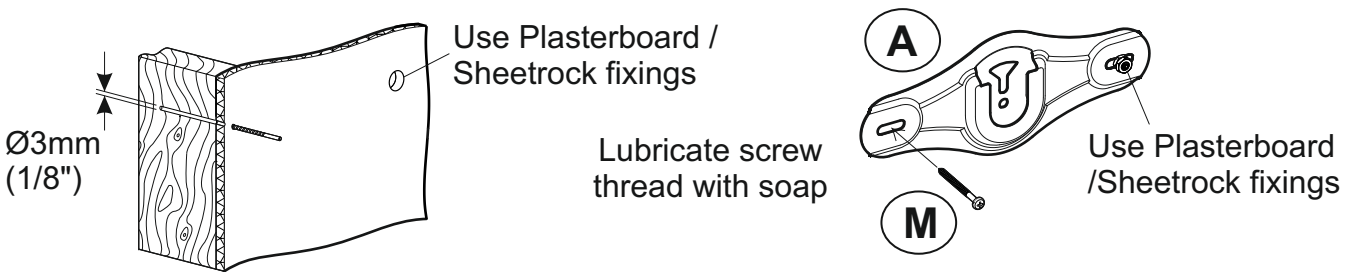 Use Plasterboard /
Sheetrock fixings
Ø3mm
(1/8")
Lubricate screw
thread with soap
A
M
Use Plasterboard
/Sheetrock fixings